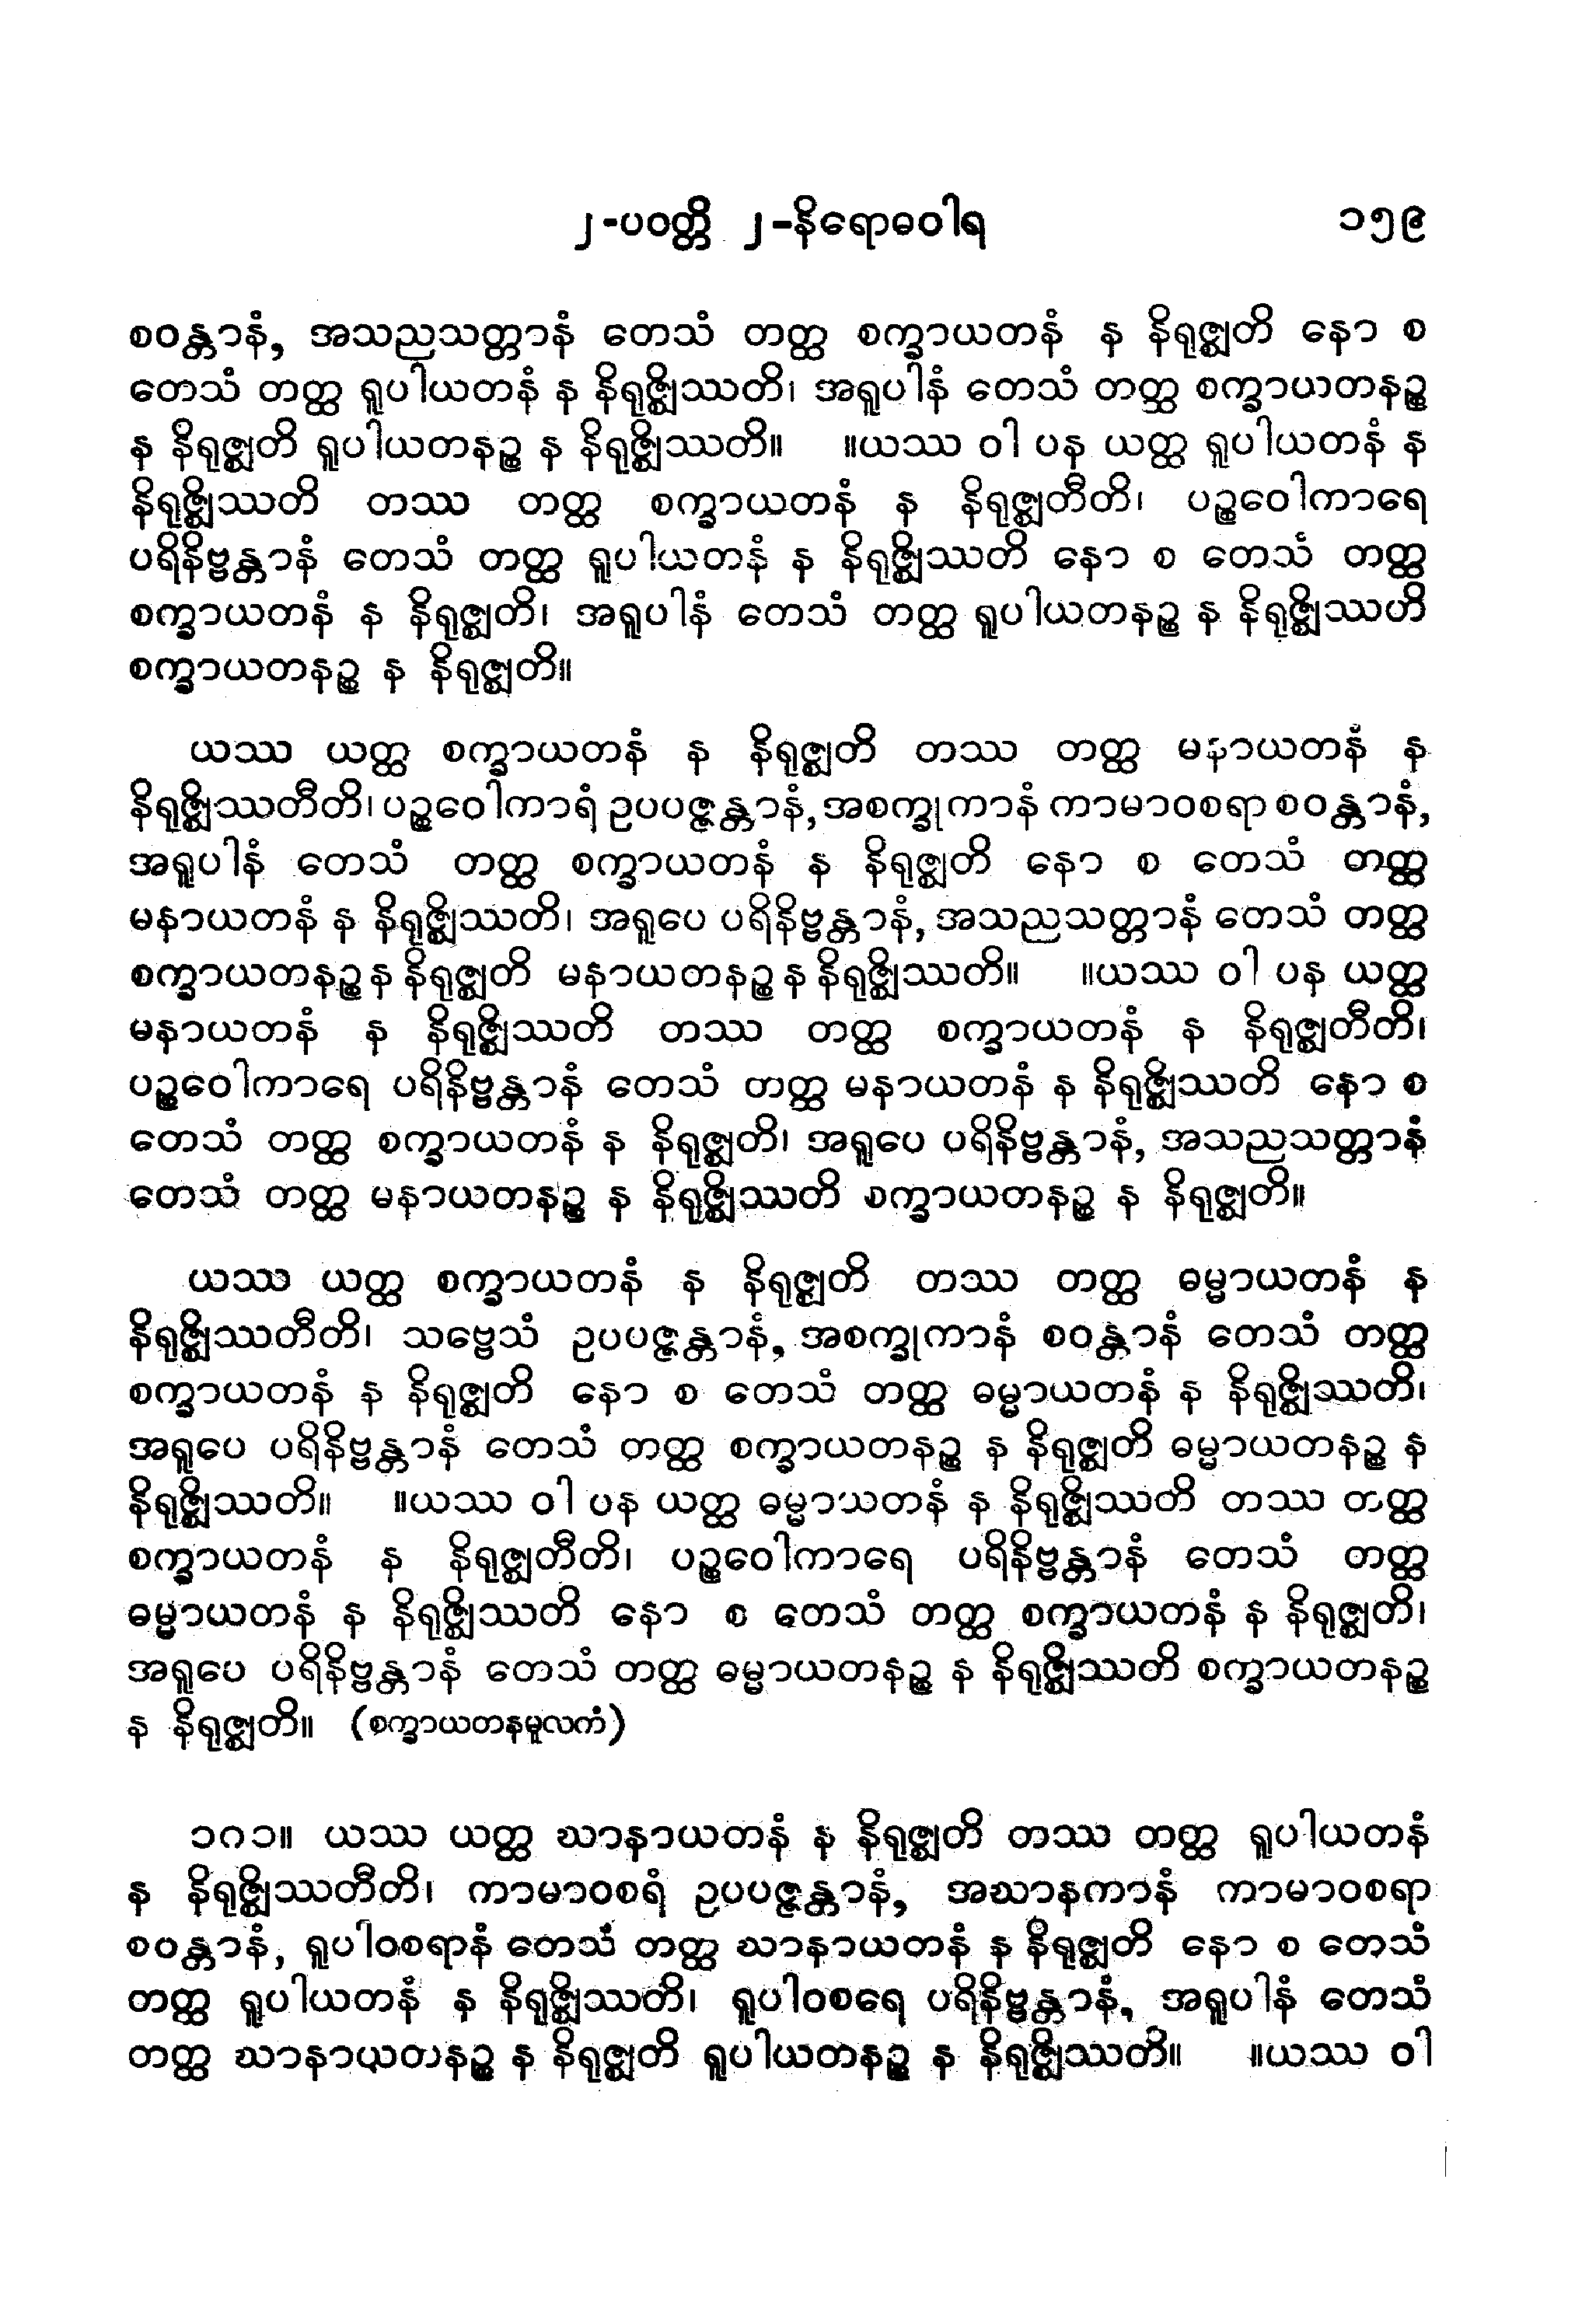 ၂-ပဝတ္တိ ၂-နိရောဓဝါရ ၁၅၉
စဝန္တာနံ, အသညသတ္တာနံ တေသံ တတ္ထ စက္ခာယတနံ န နိရုဇ္ဈတိ နော စ
တေသံ တတ္ထ ရူပါယတနံ န နိရုဇ္ဈိဿတိ၊ အရူပါနံ တေသံ တတ္ထ စက္ခာယတနဉ္စ
န နိရုဇ္ဈတိ ရူပါယတနဉ္စ န နိရုဇ္ဈိဿတိ။ ။ယဿ ဝါ ပန ယတ္ထ ရူပါယတနံ န
နိရုဇ္ဈိဿတိ တဿ တတ္ထ စက္ခာယတနံ န နိရုဇ္ဈတီတိ၊ ပဉ္စဝေါကာရေ
ပရိနိဗ္ဗန္တာနံ တေသံ တတ္ထ ရူပါယတနံ န နိရုဇ္ဈိဿတိ နော စ တေသံ တတ္ထ
စက္ခာယတနံ န နိရုဇ္ဈတိ၊ အရူပါနံ တေသံ တတ္ထ ရူပါယတနဉ္စ န နိရုဇ္ဈိဿတိ
စက္ခာယတနဉ္စ န နိရုဇ္ဈတိ။
ယဿ ယတ္ထ စက္ခာယတနံ န နိရုဇ္ဈတိ တဿ တတ္ထ မနာယတနံ န
နိရုဇ္ဈိဿတီတိ၊ ပဉ္စဝေါကာရံ ဥပပဇ္ဇန္တာနံ, အစက္ခုကာနံ ကာမာဝစရာ စဝန္တာနံ,
အရူပါနံ တေသံ တတ္ထ စက္ခာယတနံ န နိရုဇ္ဈတိ နော စ တေသံ တတ္ထ
မနာယတနံ န နိရုဇ္ဈိဿတိ၊ အရူပေ ပရိနိဗ္ဗန္တာနံ, အသညသတ္တာနံ တေသံ တတ္ထ
စက္ခာယတနဉ္စ န နိရုဇ္ဈတိ မနာယတနဉ္စ န နိရုဇ္ဈိဿတိ။ ။ယဿ ဝါ ပန ယတ္ထ
မနာယတနံ န နိရုဇ္ဈိဿတိ တဿ တတ္ထ စက္ခာယတနံ န နိရုဇ္ဈတီတိ၊
ပဉ္စဝေါကာရေ ပရိနိဗ္ဗန္တာနံ တေသံ တတ္ထ မနာယတနံ န နိရုဇ္ဈိဿတိ နော စ
တေသံ တတ္ထ စက္ခာယတနံ န နိရုဇ္ဈတိ၊ အရူပေ ပရိနိဗ္ဗန္တာနံ, အသညသတ္တာနံ
တေသံ တတ္ထ မနာယတနဉ္စ န နိရုဇ္ဈိဿတိ စက္ခာယတနဉ္စ န နိရုဇ္ဈတိ။
ယဿ ယတ္ထ စက္ခာယတနံ န နိရုဇ္ဈတိ တဿ တတ္ထ ဓမ္မာယတနံ န
နိရုဇ္ဈိဿတီတိ၊ သဗ္ဗေသံ ဥပပဇ္ဇန္တာနံ, အစက္ခုကာနံ စဝန္တာနံ တေသံ တတ္ထ
စက္ခာယတနံ န နိရုဇ္ဈတိ နော စ တေသံ တတ္ထ ဓမ္မာယတနံ န နိရုဇ္ဈိဿတိ၊
အရူပေ ပရိနိဗ္ဗန္တာနံ တေသံ တတ္ထ စက္ခာယတနဉ္စ န နိရုဇ္ဈတိ ဓမ္မာယတနဉ္စ န
နိရုဇ္ဈိဿတိ။ ။ယဿ ဝါ ပန ယတ္ထ ဓမ္မာယတနံ န နိရုဇ္ဈိဿတိ တဿ တတ္ထ
စက္ခာယတနံ န နိရုဇ္ဈတီတိ၊ ပဉ္စဝေါကာရေ ပရိနိဗ္ဗန္တာနံ တေသံ တတ္ထ
ဓမ္မာယတနံ န နိရုဇ္ဈိဿတိ နော စ တေသံ တတ္ထ စက္ခာယတနံ န နိရုဇ္ဈတိ၊
အရူပေ ပရိနိဗ္ဗန္တာနံ တေသံ တတ္ထ ဓမ္မာယတနဉ္စ န နိရုဇ္ဈိဿတိ စက္ခာယတနဉ္စ
န နိရုဇ္ဈတိ။ (စက္ခာယတနမူလကံ)
၁ဂ၁။ ယဿ ယတ္ထ ဃာနာယတနံ န နိရုဇ္ဈတိ တဿ တတ္ထ ရူပါယတနံ
န နိရုဇ္ဈိဿတီတိ၊ ကာမာဝစရံ ဥပပဇ္ဇန္တာနံ, အဃာနကာနံ ကာမာဝစရာ
စဝန္တာနံ, ရူပါဝစရာနံ တေသံ တတ္ထ ဃာနာယတနံ န နိရုဇ္ဈတိ နော စ တေသံ
တတ္ထ ရူပါယတနံ န နိရုဇ္ဈိဿတိ၊ ရူပါဝစရေ ပရိနိဗ္ဗန္တာနံ, အရူပါနံ တေသံ
တတ္ထ ဃာနာယတနဉ္စ န နိရုဇ္ဈတိ ရူပါယတနဉ္စ န နိရုဇ္ဈိဿတိ။ ။ယဿ ဝါ